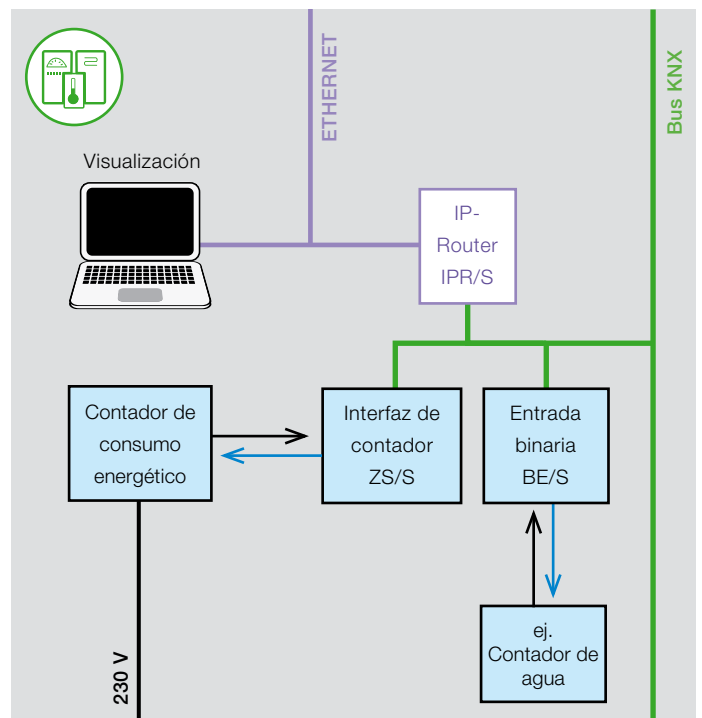 ETHERNET
Bus KNX
Visualización
IP-
Router
IPR/S
Contador de
consumo
energético
Interfaz de
contador
ZS/S
Entrada
binaria
BE/S
230 V
ej.
Contador de
agua